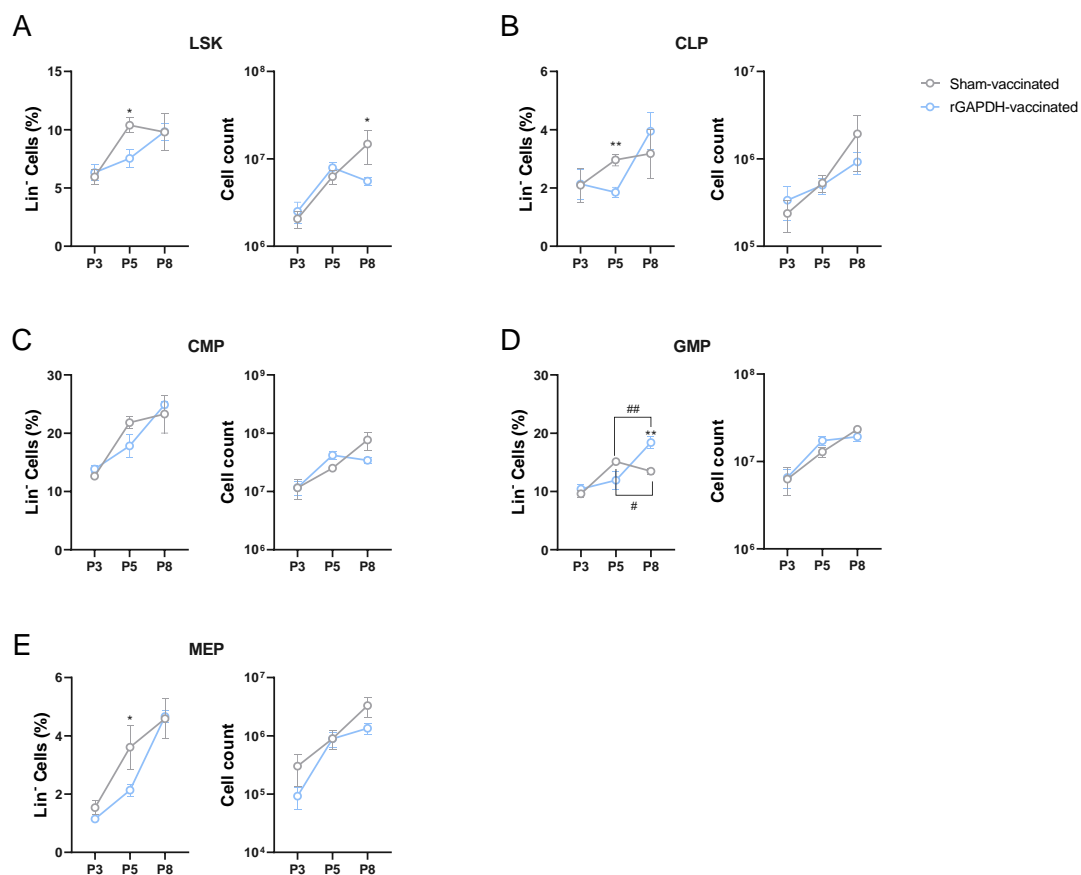 A
LSK
Lin⁻ Cells (%)
15
10
5
0
*
P3 P5 P8
Cell count
10⁸
10⁷
10⁶
*
P3 P5 P8
B
CLP
Lin⁻ Cells (%)
6
4
2
0
**
P3 P5 P8
Cell count
10⁷
10⁶
10⁵
P3 P5 P8
Sham-vaccinated
rGAPDH-vaccinated
C
CMP
Lin⁻ Cells (%)
30
20
10
0
P3 P5 P8
Cell count
10⁹
10⁸
10⁷
10⁶
P3 P5 P8
D
GMP
Lin⁻ Cells (%)
30
20
10
0
##
**
#
P3 P5 P8
Cell count
10⁸
10⁷
10⁶
P3 P5 P8
E
MEP
Lin⁻ Cells (%)
6
4
2
0
*
P3 P5 P8
Cell count
10⁷
10⁶
10⁵
10⁴
P3 P5 P8